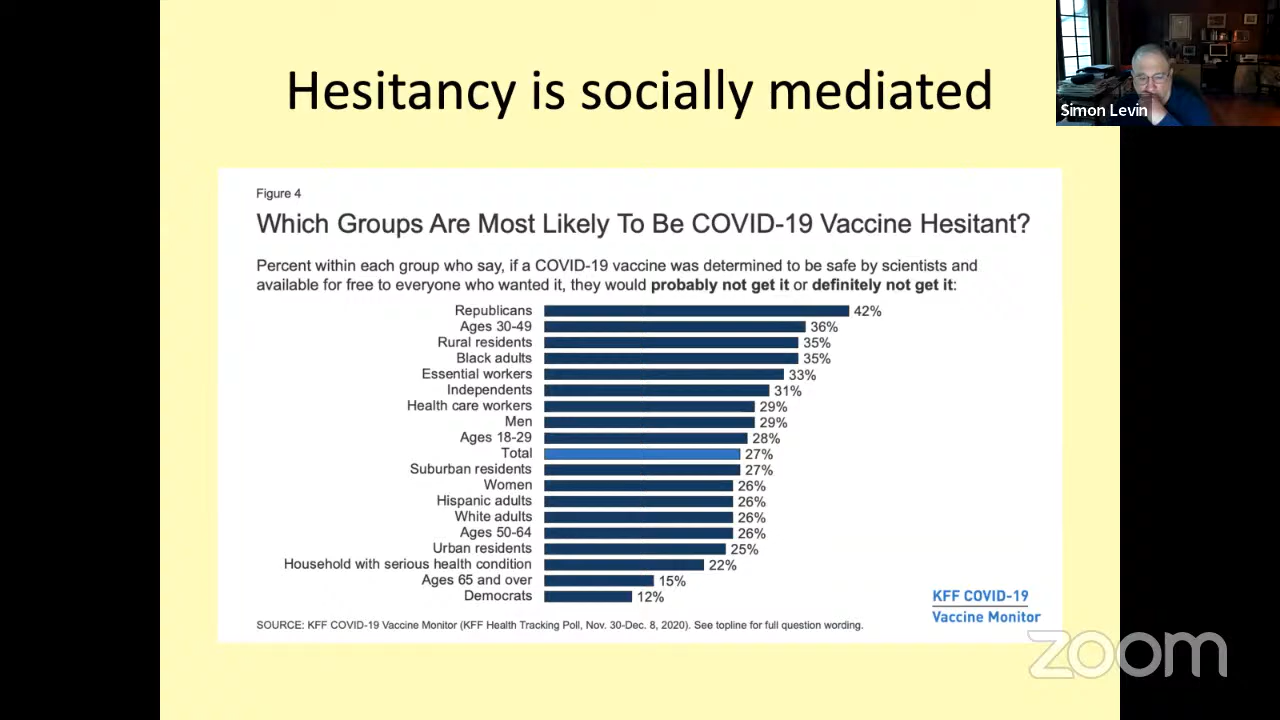 Hesitancy is socially mediated
Simon Levin
Figure 4
Which Groups Are Most Likely To Be COVID-19 Vaccine Hesitant?
Percent within each group who say, if a COVID-19 vaccine was determined to be safe by scientists and
available for free to everyone who wanted it, they would probably not get it or definitely not get it:
Republicans 42%
Ages 30-49 36%
Rural residents 35%
Black adults 35%
Essential workers 33%
Independents 31%
Health care workers 29%
Men 29%
Ages 18-29 28%
Total 27%
Suburban residents 27%
Women 26%
Hispanic adults 26%
White adults 26%
Ages 50-64 26%
Urban residents 25%
Household with serious health condition 22%
Ages 65 and over 15%
Democrats 12%
KFF COVID-19
Vaccine Monitor
SOURCE: KFF COVID-19 Vaccine Monitor (KFF Health Tracking Poll, Nov. 30-Dec. 8, 2020). See topline for full question wording.
zoom